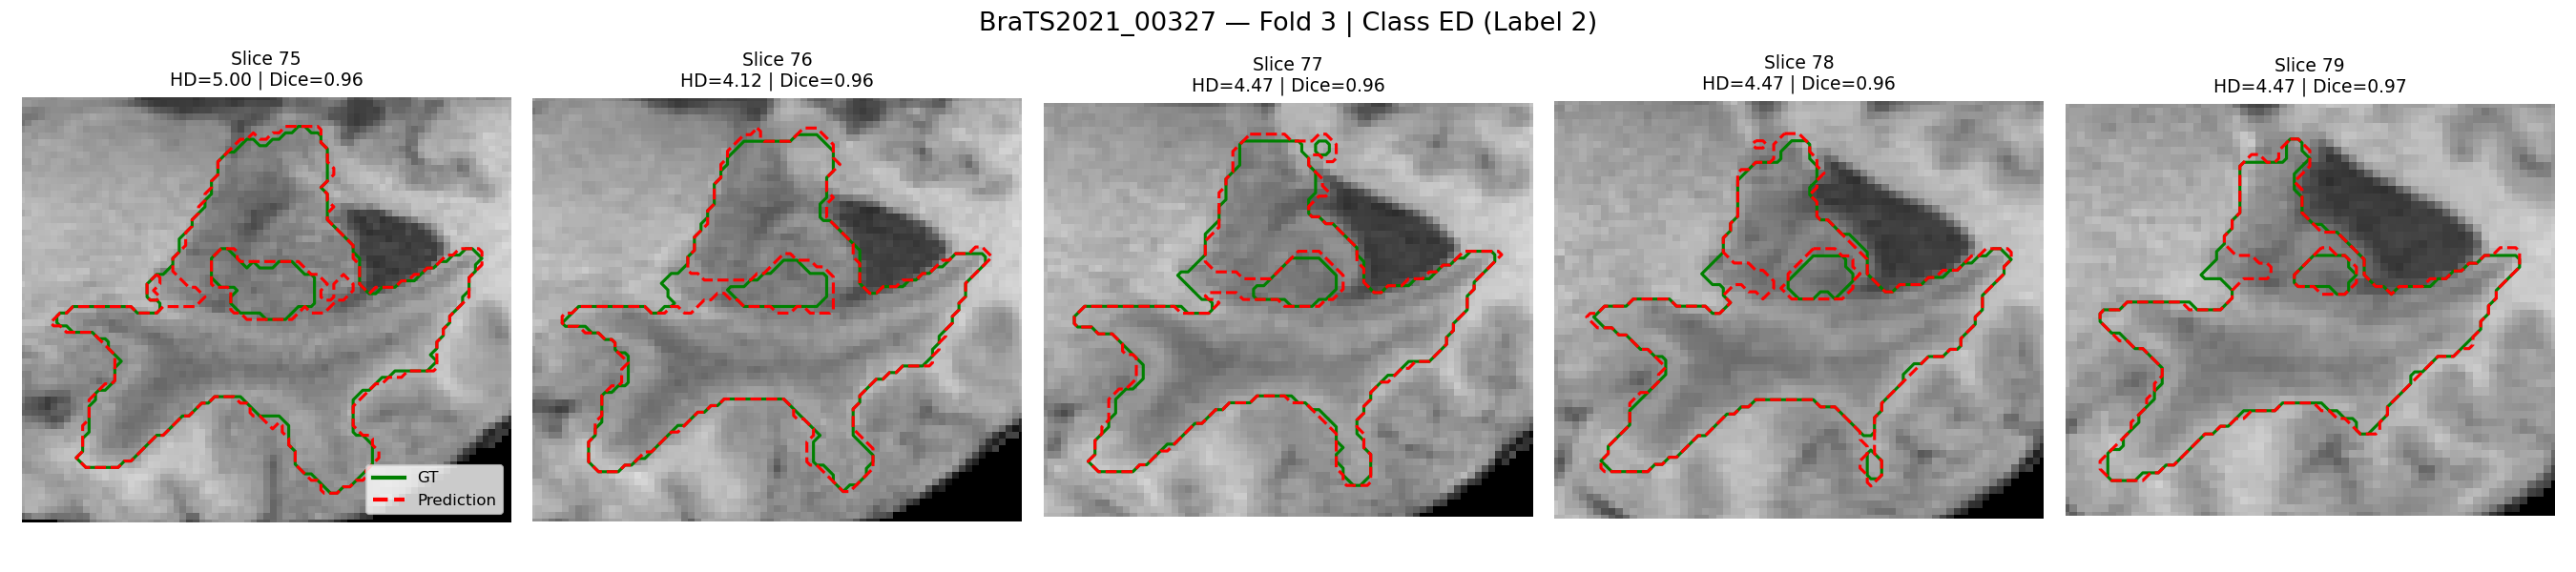 BraTS2021_00327 — Fold 3 | Class ED (Label 2)
Slice 75
HD=5.00 | Dice=0.96
Slice 76
HD=4.12 | Dice=0.96
Slice 77
HD=4.47 | Dice=0.96
Slice 78
HD=4.47 | Dice=0.96
Slice 79
HD=4.47 | Dice=0.97
GT
Prediction